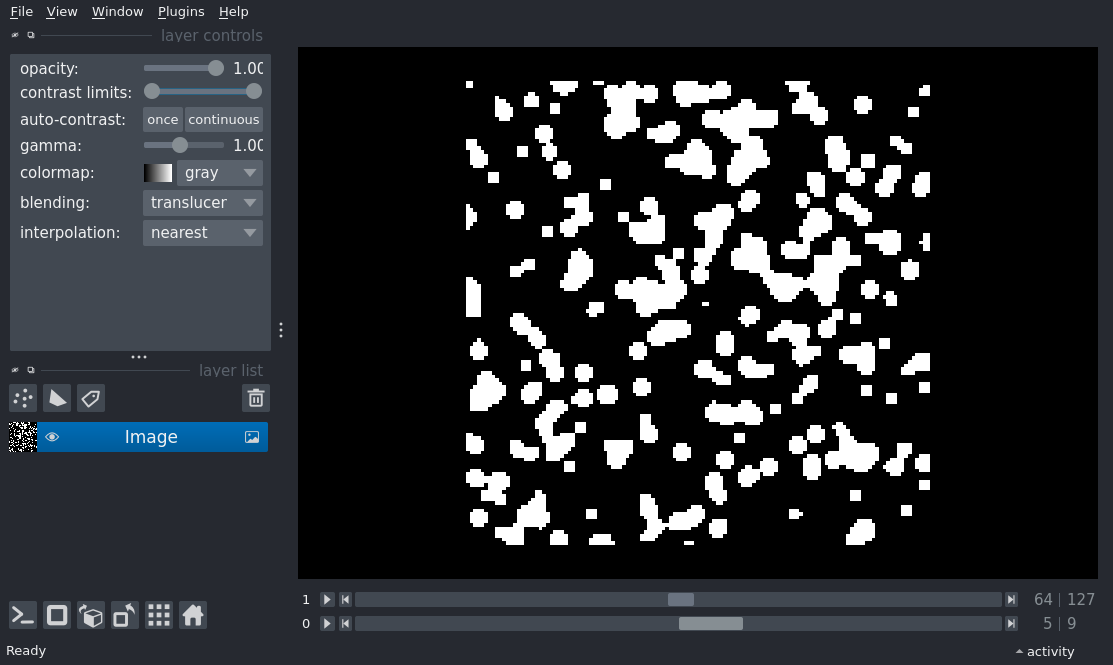 File View Window Plugins Help
layer controls
opacity: 1.00
contrast limits:
auto-contrast: once continuous
gamma: 1.00
colormap: gray
blending: translucer
interpolation: nearest
layer list
Image
1 64 | 127
0 5 | 9
Ready activity